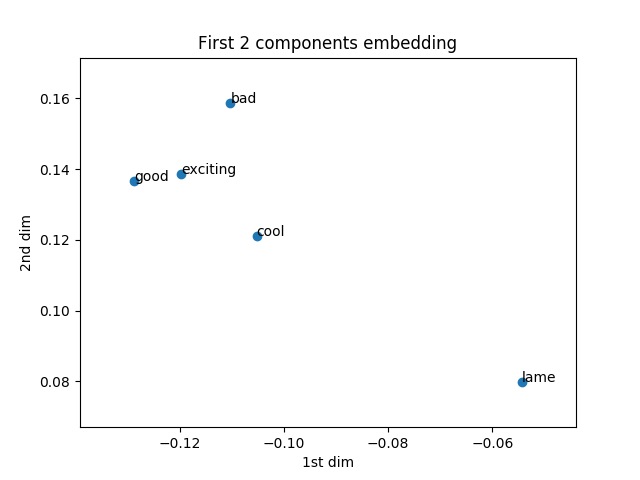 First 2 components embedding
0.16
0.14
0.12
0.10
0.08
2nd dim
bad
exciting
good
cool
lame
−0.12
−0.10
−0.08
−0.06
1st dim